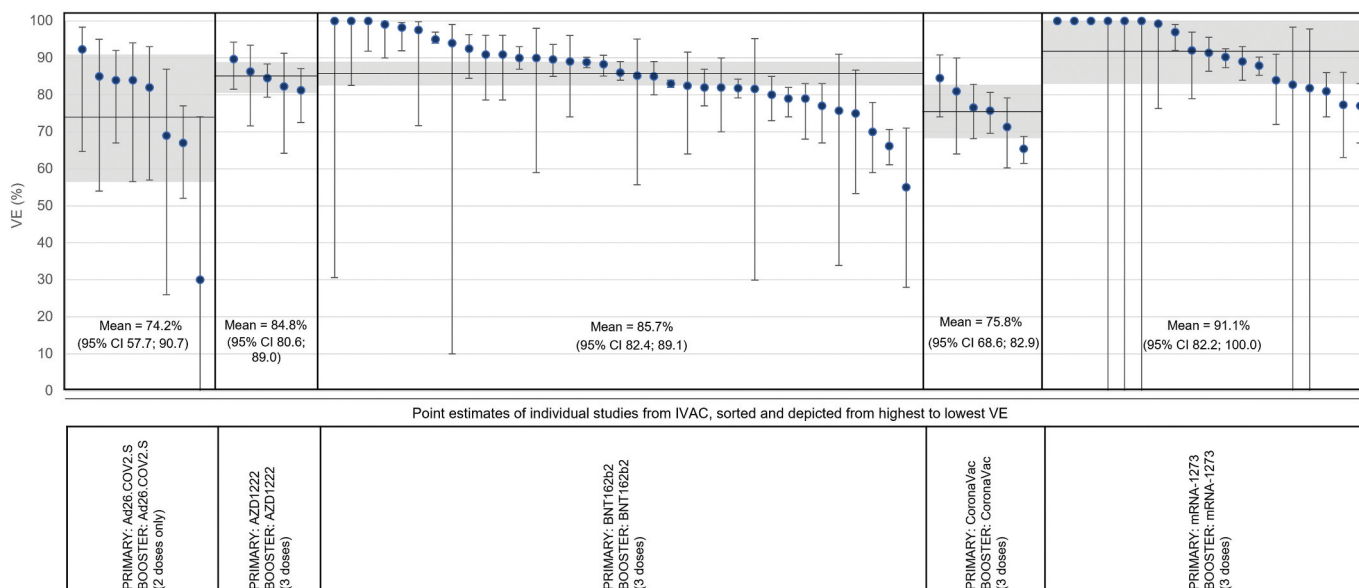 VE (%)
100
90
80
70
60
50
40
30
20
10
0
Mean = 74.2%
(95% CI 57.7; 90.7)
Mean = 84.8%
(95% CI 80.6;
89.0)
Mean = 85.7%
(95% CI 82.4; 89.1)
Mean = 75.8%
(95% CI 68.6; 82.9)
Mean = 91.1%
(95% CI 82.2; 100.0)
Point estimates of individual studies from IVAC, sorted and depicted from highest to lowest VE
PRIMARY: Ad26.COV2.S
BOOSTER: Ad26.COV2.S
(2 doses only)
PRIMARY: AZD1222
BOOSTER: AZD1222
(3 doses)
PRIMARY: BNT162b2
BOOSTER: BNT162b2
(3 doses)
PRIMARY: CoronaVac
BOOSTER: CoronaVac
(3 doses)
PRIMARY: mRNA-1273
BOOSTER: mRNA-1273
(3 doses)